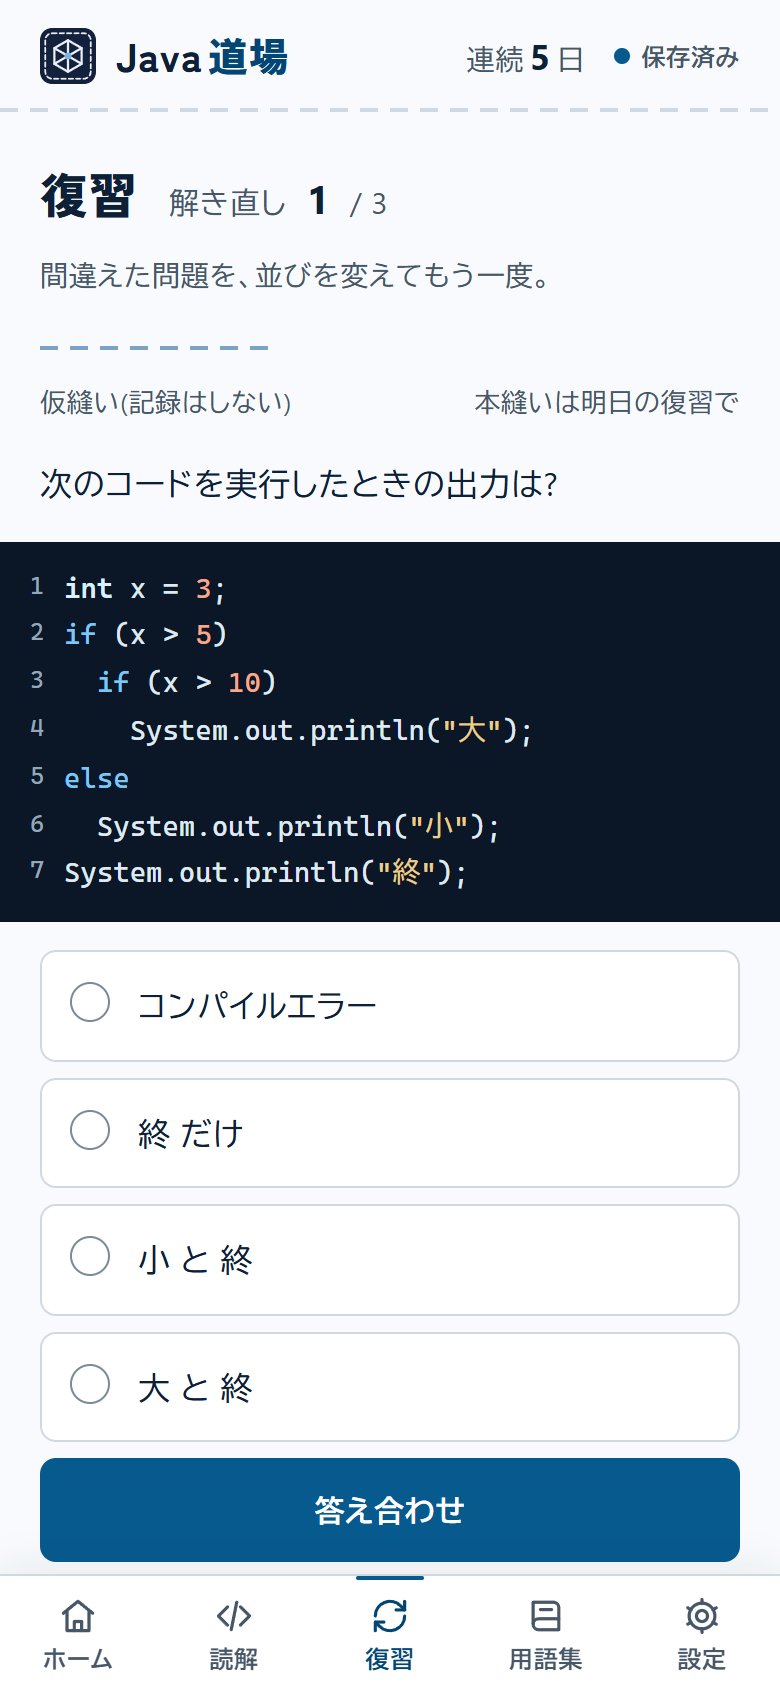 Java 道場
連続 5 日 保存済み
復習 解き直し 1 / 3
間違えた問題を、並びを変えてもう一度。
仮縫い(記録はしない) 本縫いは明日の復習で
次のコードを実行したときの出力は?
1 int x = 3;
2 if (x > 5)
3   if (x > 10)
4     System.out.println("大");
5 else
6   System.out.println("小");
7 System.out.println("終");
コンパイルエラー
終 だけ
小 と 終
大 と 終
答え合わせ
ホーム 読解 復習 用語集 設定